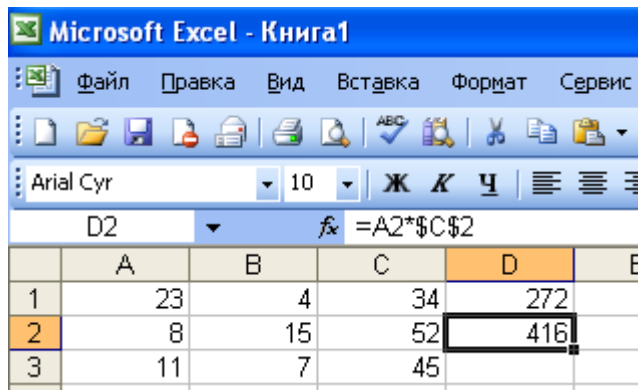 Microsoft Excel - Книга1
Файл Правка Вид Вставка Формат Сервис
ABC
Arial Cyr 10 Ж К Ч
D2 fx =A2*$C$2
A B C D E
1 23 4 34 272
2 8 15 52 416
3 11 7 45